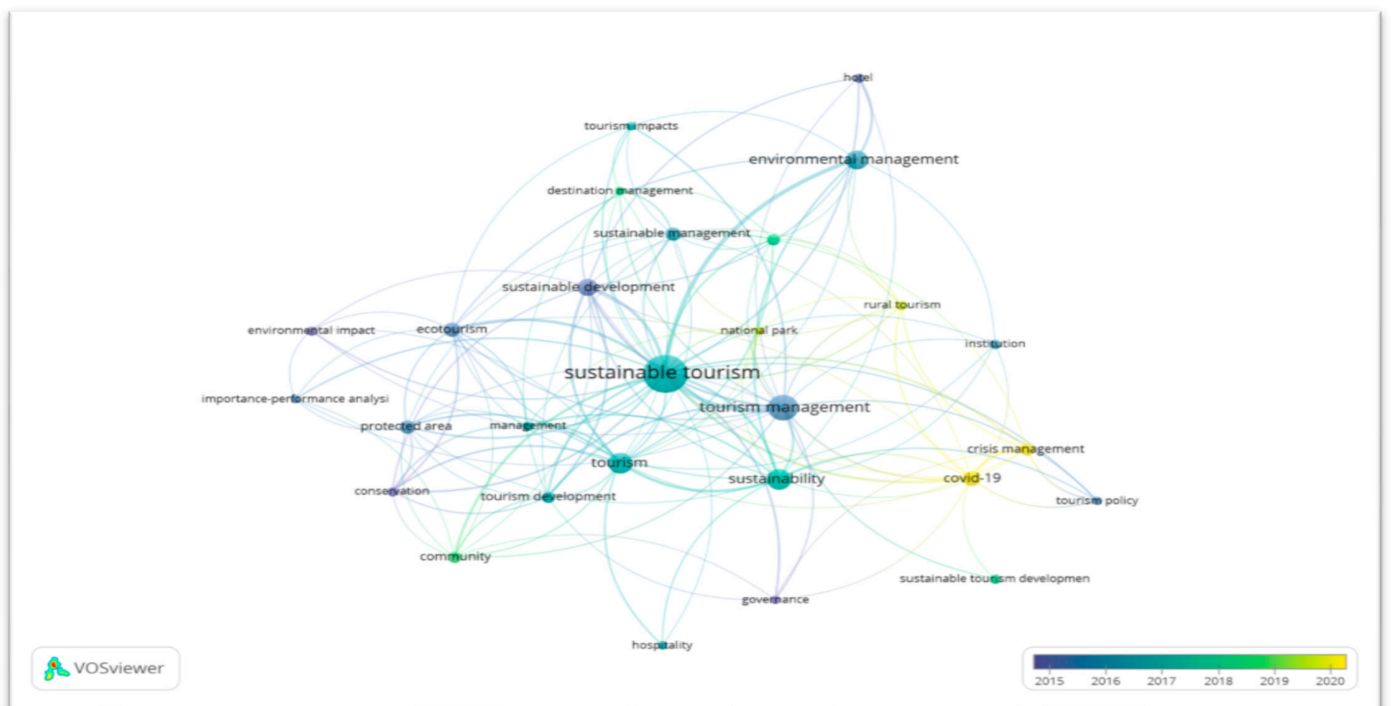 hotel
tourism impacts
environmental management
destination management
sustainable management
sustainable development
rural tourism
environmental impact
ecotourism
national park
institution
sustainable tourism
importance-performance analysi
tourism management
protected area
management
crisis management
tourism
sustainability
covid-19
conservation
tourism development
tourism policy
community
sustainable tourism developmen
governance
hospitality
VOSviewer
2015 2016 2017 2018 2019 2020